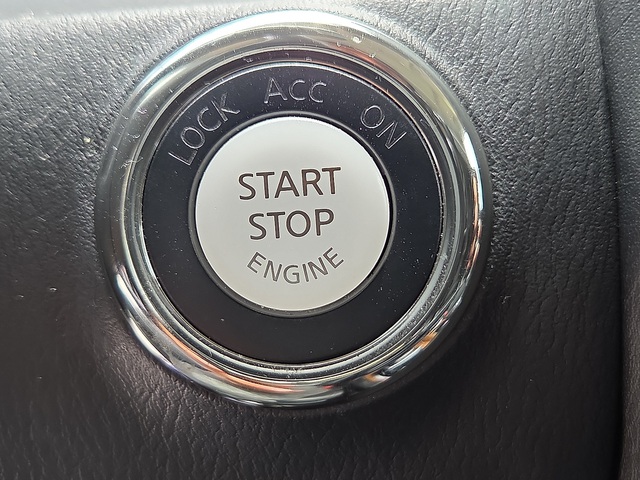 LOCK ACC ON
START
STOP
ENGINE